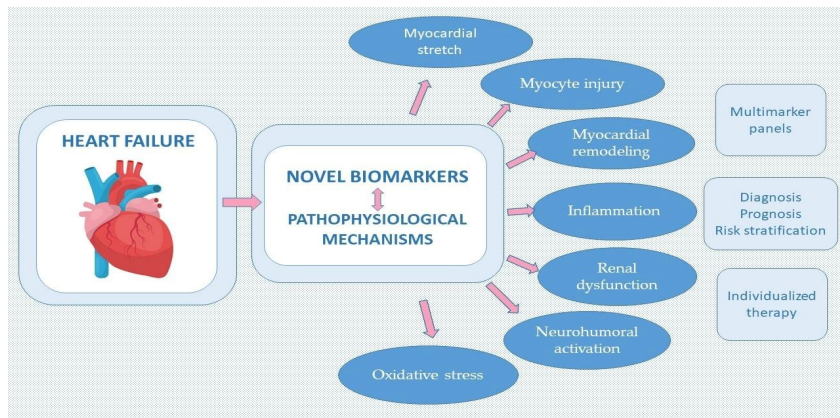 HEART FAILURE
NOVEL BIOMARKERS
PATHOPHYSIOLOGICAL
MECHANISMS
Myocardial
stretch
Myocyte injury
Myocardial
remodeling
Inflammation
Renal
dysfunction
Neurohumoral
activation
Oxidative stress
Multimarker
panels
Diagnosis
Prognosis
Risk stratification
Individualized
therapy